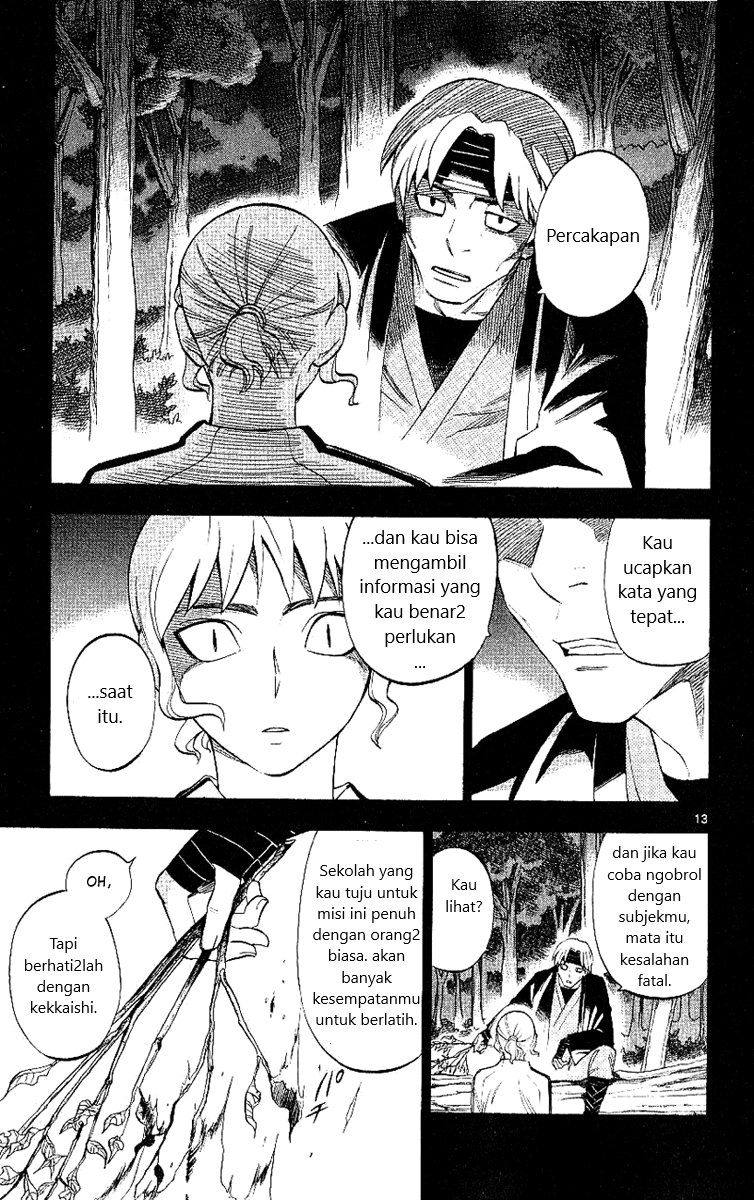 Percakapan
Kau
ucapkan
kata yang
tepat...
...dan kau bisa
mengambil
informasi yang
kau benar2
perlukan
...
...saat
itu.
13
dan jika kau
coba ngobrol
dengan
subjekmu,
mata itu
kesalahan
fatal.
Kau
lihat?
Sekolah yang
kau tuju untuk
misi ini penuh
dengan orang2
biasa. akan
banyak
kesempatanmu
untuk berlatih.
OH,
Tapi
berhati2lah
dengan
kekkaishi.